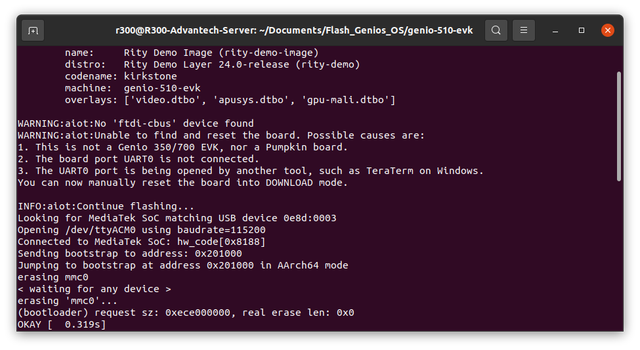 r300@R300-Advantech-Server: ~/Documents/Flash_Genios_OS/genio-510-evk
name: Rity Demo Image (rity-demo-image)
distro: Rity Demo Layer 24.0-release (rity-demo)
codename: kirkstone
machine: genio-510-evk
overlays: ['video.dtbo', 'apusys.dtbo', 'gpu-mali.dtbo']
WARNING:aiot:No 'ftdi-cbus' device found
WARNING:aiot:Unable to find and reset the board. Possible causes are:
1. This is not a Genio 350/700 EVK, nor a Pumpkin board.
2. The board port UART0 is not connected.
3. The UART0 port is being opened by another tool, such as TeraTerm on Windows.
You can now manually reset the board into DOWNLOAD mode.
INFO:aiot:Continue flashing...
Looking for MediaTek SoC matching USB device 0e8d:0003
Opening /dev/ttyACM0 using baudrate=115200
Connected to MediaTek SoC: hw_code[0x8188]
Sending bootstrap to address: 0x201000
Jumping to bootstrap at address 0x201000 in AArch64 mode
erasing mmc0
< waiting for any device >
erasing 'mmc0'...
(bootloader) request sz: 0xece000000, real erase len: 0x0
OKAY [  0.319s]